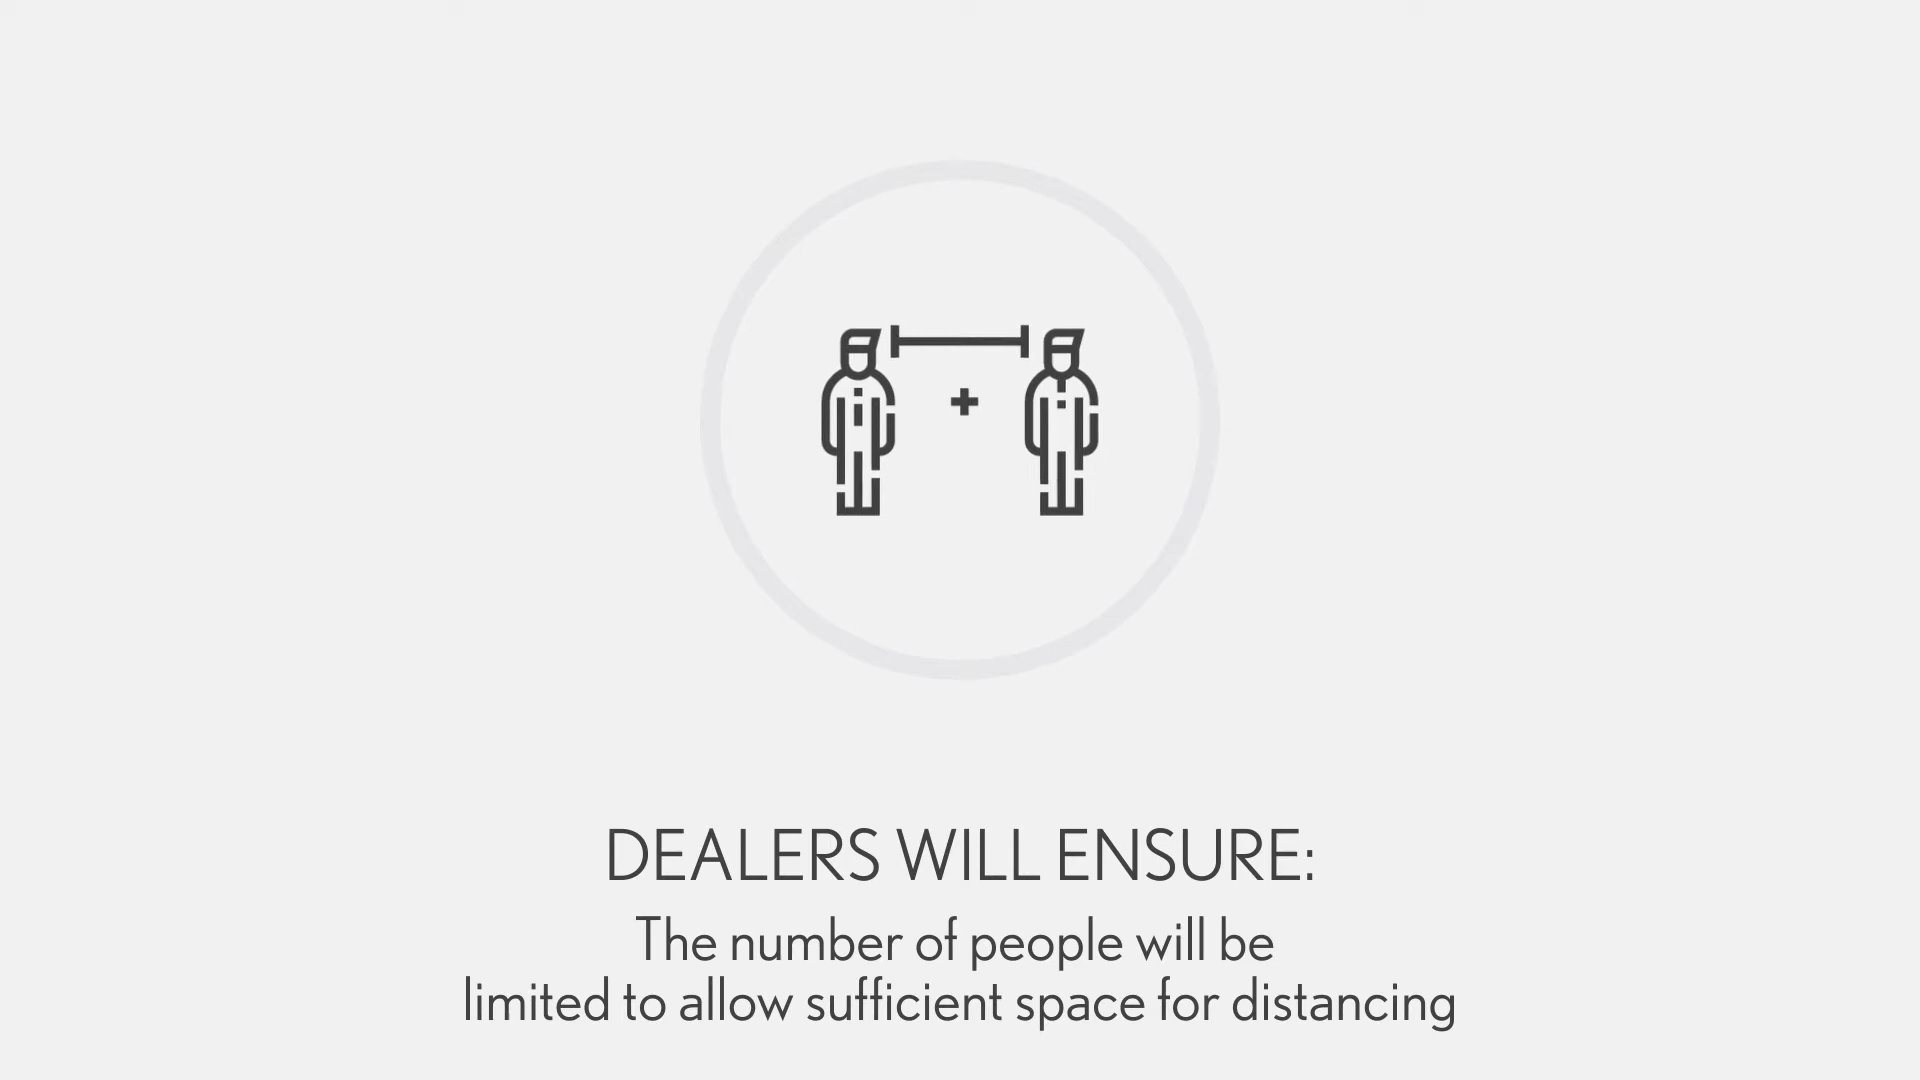 DEALERS WILL ENSURE:
The number of people will be
limited to allow sufficient space for distancing